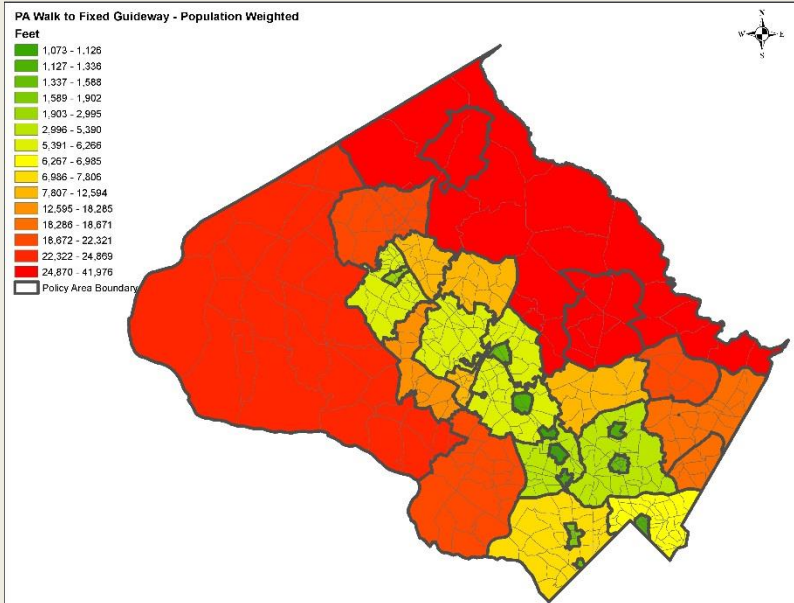 PA Walk to Fixed Guideway - Population Weighted
Feet
1,073 - 1,126
1,127 - 1,336
1,337 - 1,588
1,589 - 1,902
1,903 - 2,995
2,996 - 5,390
5,391 - 6,266
6,267 - 6,985
6,986 - 7,806
7,807 - 12,594
12,595 - 18,285
18,286 - 18,671
18,672 - 22,321
22,322 - 24,869
24,870 - 41,976
Policy Area Boundary
N
W
E
S